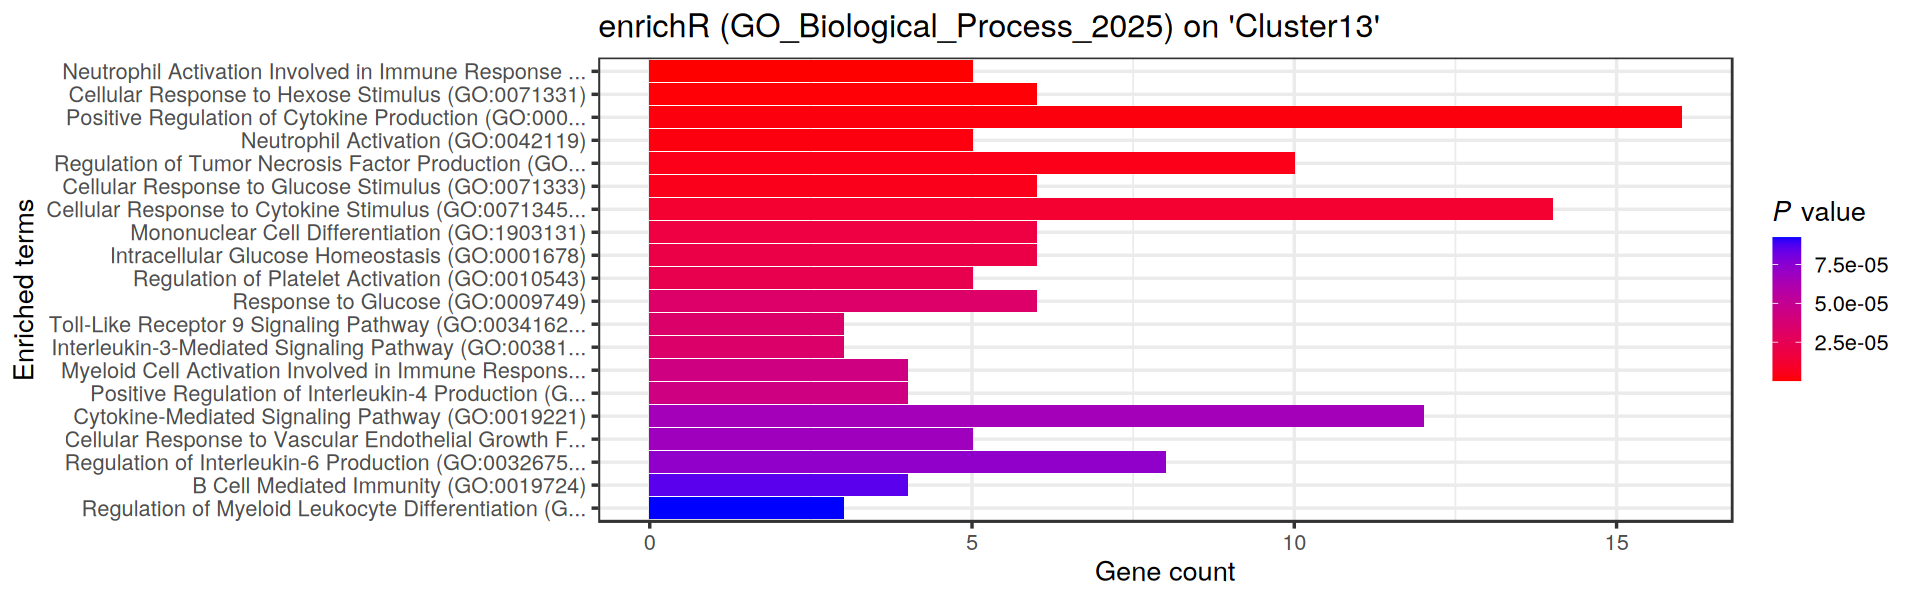 enrichR (GO_Biological_Process_2025) on 'Cluster13'
Enriched terms
Neutrophil Activation Involved in Immune Response ...
Cellular Response to Hexose Stimulus (GO:0071331)
Positive Regulation of Cytokine Production (GO:000...
Neutrophil Activation (GO:0042119)
Regulation of Tumor Necrosis Factor Production (GO...
Cellular Response to Glucose Stimulus (GO:0071333)
Cellular Response to Cytokine Stimulus (GO:0071345...
Mononuclear Cell Differentiation (GO:1903131)
Intracellular Glucose Homeostasis (GO:0001678)
Regulation of Platelet Activation (GO:0010543)
Response to Glucose (GO:0009749)
Toll-Like Receptor 9 Signaling Pathway (GO:0034162...
Interleukin-3-Mediated Signaling Pathway (GO:00381...
Myeloid Cell Activation Involved in Immune Respons...
Positive Regulation of Interleukin-4 Production (G...
Cytokine-Mediated Signaling Pathway (GO:0019221)
Cellular Response to Vascular Endothelial Growth F...
Regulation of Interleukin-6 Production (GO:0032675...
B Cell Mediated Immunity (GO:0019724)
Regulation of Myeloid Leukocyte Differentiation (G...
0 5 10 15
Gene count
P value
7.5e-05
5.0e-05
2.5e-05